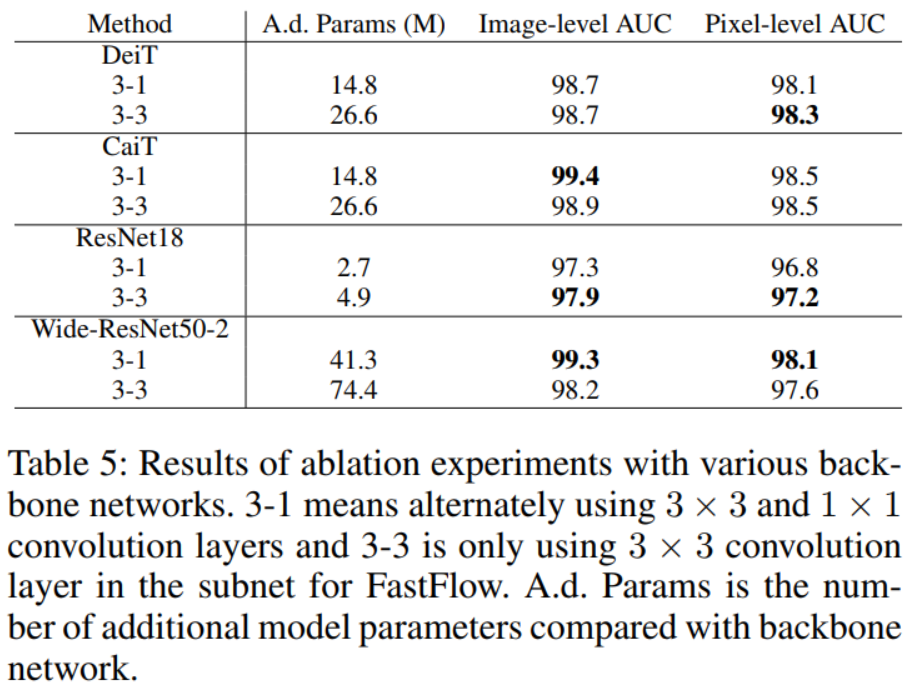 Method A.d. Params (M) Image-level AUC Pixel-level AUC
DeiT
3-1 14.8 98.7 98.1
3-3 26.6 98.7 98.3
CaiT
3-1 14.8 99.4 98.5
3-3 26.6 98.9 98.5
ResNet18
3-1 2.7 97.3 96.8
3-3 4.9 97.9 97.2
Wide-ResNet50-2
3-1 41.3 99.3 98.1
3-3 74.4 98.2 97.6
Table 5: Results of ablation experiments with various back-
bone networks. 3-1 means alternately using 3 × 3 and 1 × 1
convolution layers and 3-3 is only using 3 × 3 convolution
layer in the subnet for FastFlow. A.d. Params is the num-
ber of additional model parameters compared with backbone
network.